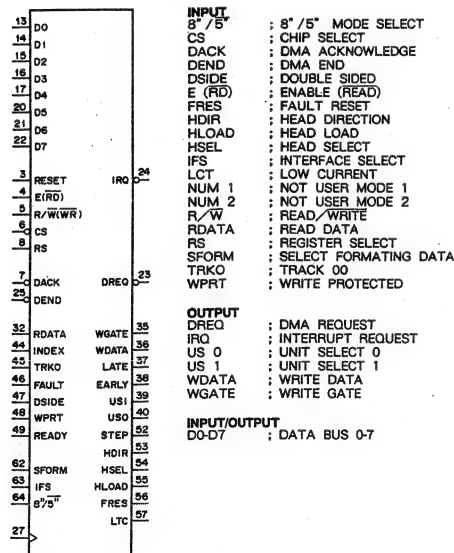 13 D0
14 D1
15 D2
16 D3
17 D4
20 D5
21 D6
22 D7
3 RESET IRQ 24
4 E(RD)
5 R/W(WR)
6 CS
8 RS
7 DACK DREQ 23
25 DEND
32 RDATA WGATE 35
44 INDEX WDATA 36
45 TRKO LATE 37
46 FAULT EARLY 38
47 DSIDE US1 39
48 WPRT USO 40
49 READY STEP 52
HDIR 53
62 SFORM HSEL 54
63 IFS HLOAD 55
64 8"/5" FRES 56
LTC 57
27
INPUT
8"/5" ; 8"/5" MODE SELECT
CS ; CHIP SELECT
DACK ; DMA ACKNOWLEDGE
DEND ; DMA END
DSIDE ; DOUBLE SIDED
E (RD) ; ENABLE (READ)
FRES ; FAULT RESET
HDIR ; HEAD DIRECTION
HLOAD ; HEAD LOAD
HSEL ; HEAD SELECT
IFS ; INTERFACE SELECT
LCT ; LOW CURRENT
NUM 1 ; NOT USER MODE 1
NUM 2 ; NOT USER MODE 2
R/W ; READ/WRITE
RDATA ; READ DATA
RS ; REGISTER SELECT
SFORM ; SELECT FORMATING DATA
TRKO ; TRACK 00
WPRT ; WRITE PROTECTED
OUTPUT
DREQ ; DMA REQUEST
IRQ ; INTERRUPT REQUEST
US 0 ; UNIT SELECT 0
US 1 ; UNIT SELECT 1
WDATA ; WRITE DATA
WGATE ; WRITE GATE
INPUT/OUTPUT
D0-D7 ; DATA BUS 0-7